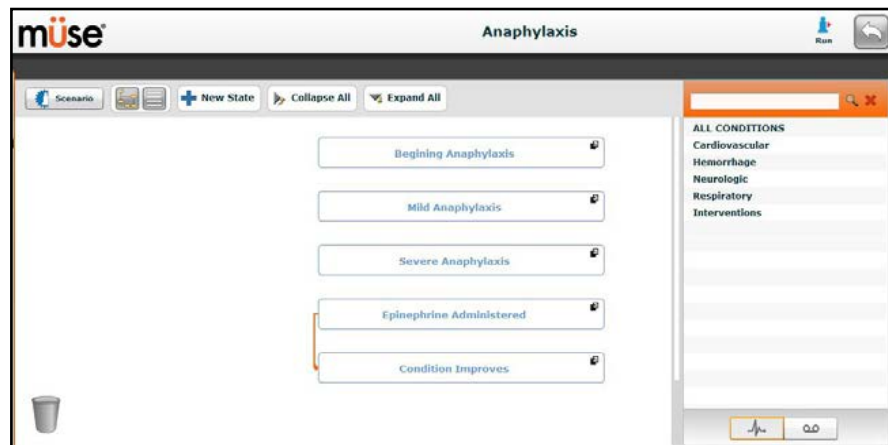 müse
Anaphylaxis
Run
Scenario
New State
Collapse All
Expand All
Begining Anaphylaxis
Mild Anaphylaxis
Severe Anaphylaxis
Epinephrine Administered
Condition Improves
ALL CONDITIONS
Cardiovascular
Hemorrhage
Neurologic
Respiratory
Interventions